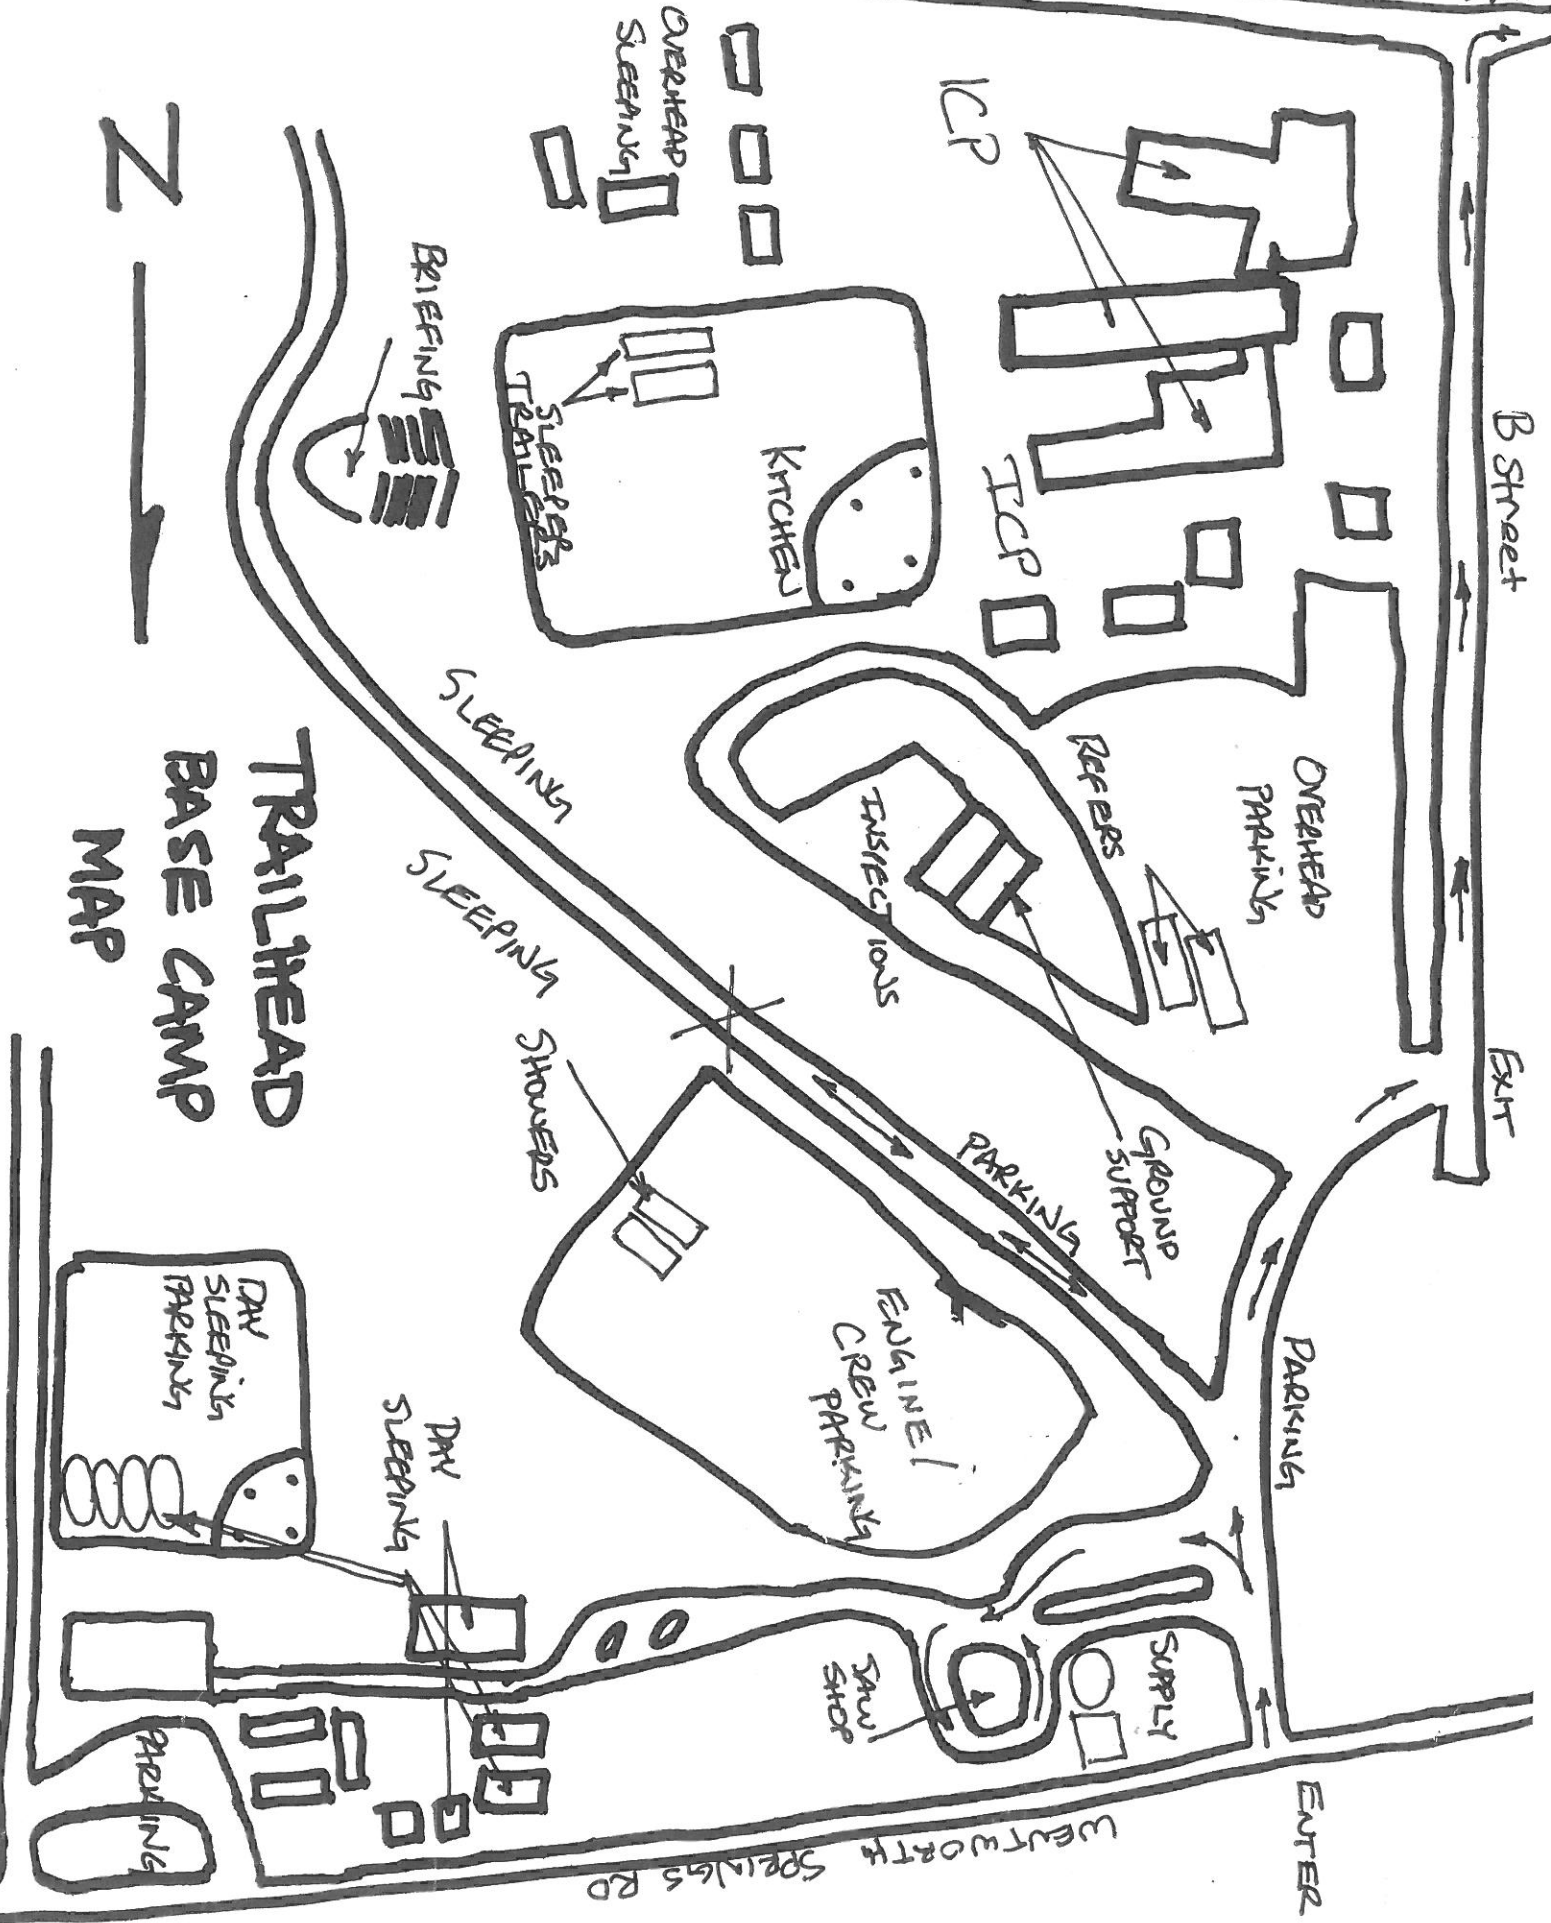 B Street
EXIT
PARKING
ENTER
ICP
ICP
OVERHEAD
PARKING
REFERS
GROUND
SUPPORT
PARKING
SUPPLY
OVERHEAD
SLEEPING
KITCHEN
INSPECTIONS
ENGINE/
CREW
PARKING
SAW
SHOP
WENTWORTH SPRINGS RD
SLEEPERS
TRAILERS
BRIEFING
SLEEPING
SLEEPING
SHOWERS
DAY
SLEEPING
DAY
SLEEPING
PARKING
PARKING
TRAILHEAD
BASE CAMP
MAP
N